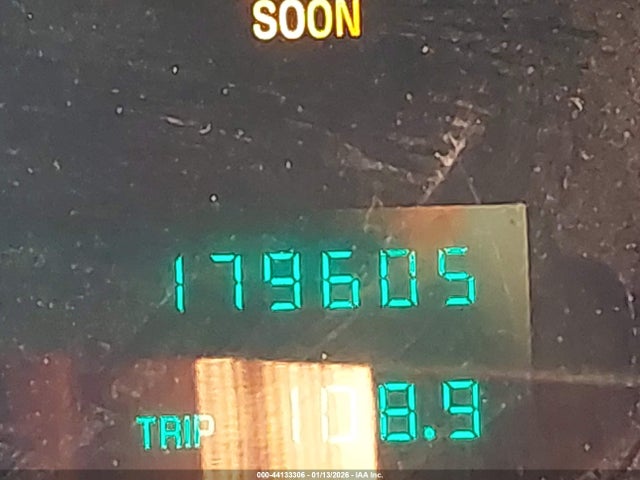 SOON
179605
TRIP 108.9
000-44133306 - 01/13/2026 - IAA Inc.